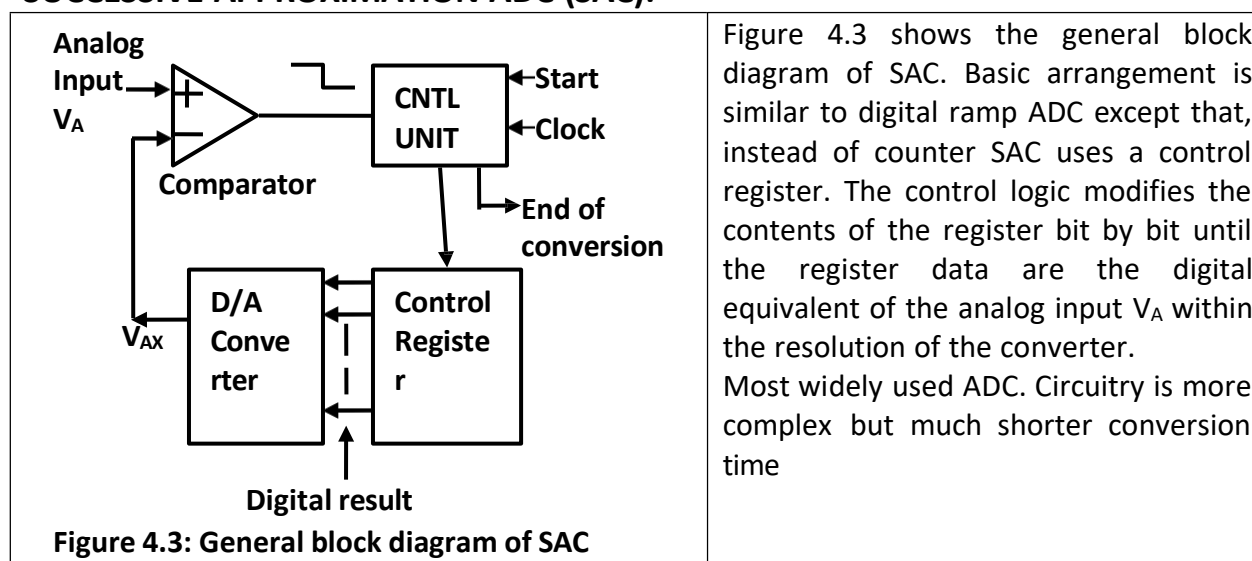 SUCCESSIVE APPROXIMATION ADC (SAC):
Analog
Input
VA
+
−
Comparator
CNTL
UNIT
Start
Clock
End of
conversion
D/A
Conve
rter
VAX
Control
Registe
r
Digital result
Figure 4.3: General block diagram of SAC
Figure 4.3 shows the general block
diagram of SAC. Basic arrangement is
similar to digital ramp ADC except that,
instead of counter SAC uses a control
register. The control logic modifies the
contents of the register bit by bit until
the register data are the digital
equivalent of the analog input VA within
the resolution of the converter.
Most widely used ADC. Circuitry is more
complex but much shorter conversion
time